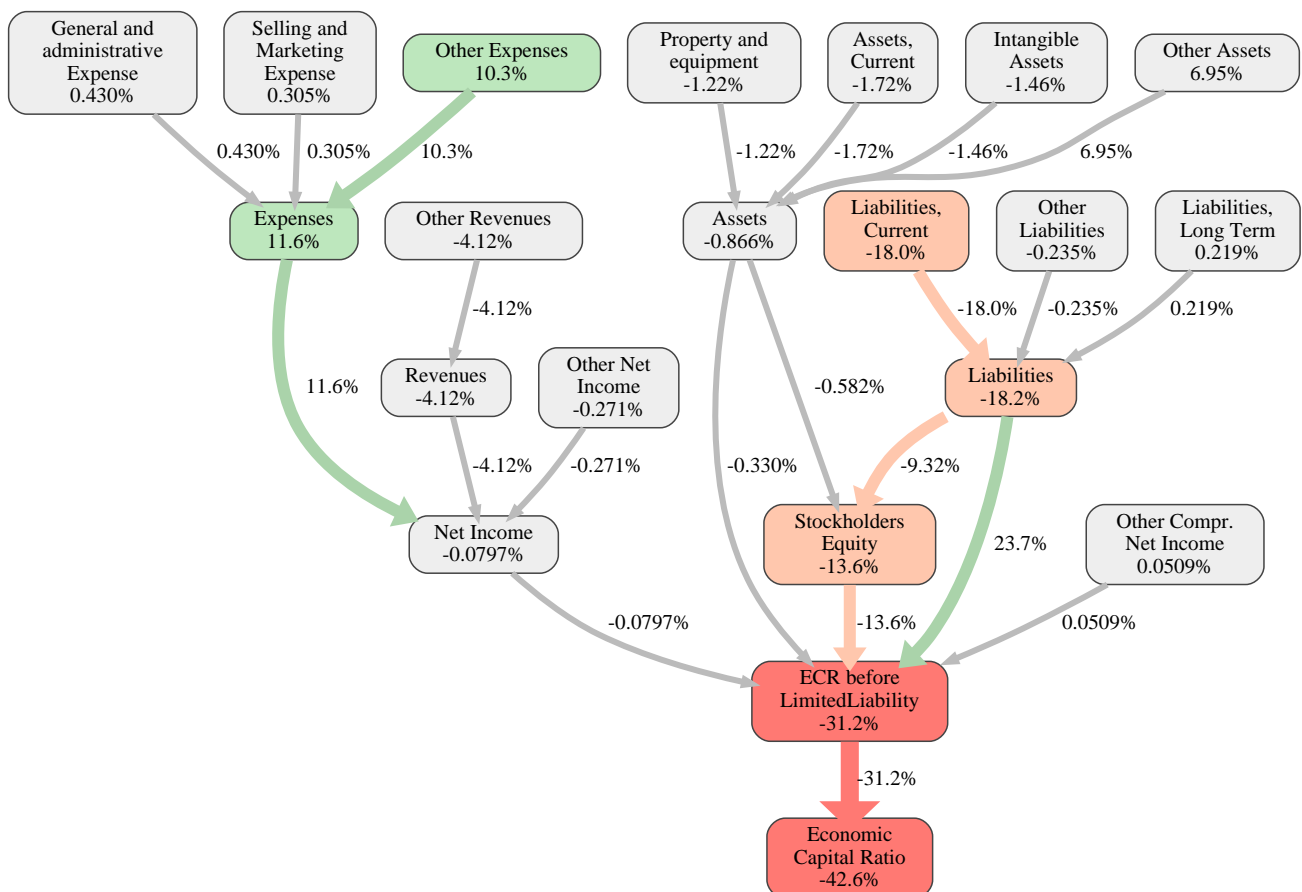 General and
administrative
Expense
0.430%
Selling and
Marketing
Expense
0.305%
Other Expenses
10.3%
Property and
equipment
-1.22%
Assets,
Current
-1.72%
Intangible
Assets
-1.46%
Other Assets
6.95%
0.430%
0.305%
10.3%
-1.22%
-1.72%
-1.46%
6.95%
Expenses
11.6%
Other Revenues
-4.12%
Assets
-0.866%
Liabilities,
Current
-18.0%
Other
Liabilities
-0.235%
Liabilities,
Long Term
0.219%
-4.12%
-18.0%
-0.235%
0.219%
11.6%
Revenues
-4.12%
Other Net
Income
-0.271%
-0.582%
Liabilities
-18.2%
-4.12%
-0.271%
-0.330%
-9.32%
Net Income
-0.0797%
Stockholders
Equity
-13.6%
23.7%
Other Compr.
Net Income
0.0509%
-0.0797%
-13.6%
0.0509%
ECR before
LimitedLiability
-31.2%
-31.2%
Economic
Capital Ratio
-42.6%